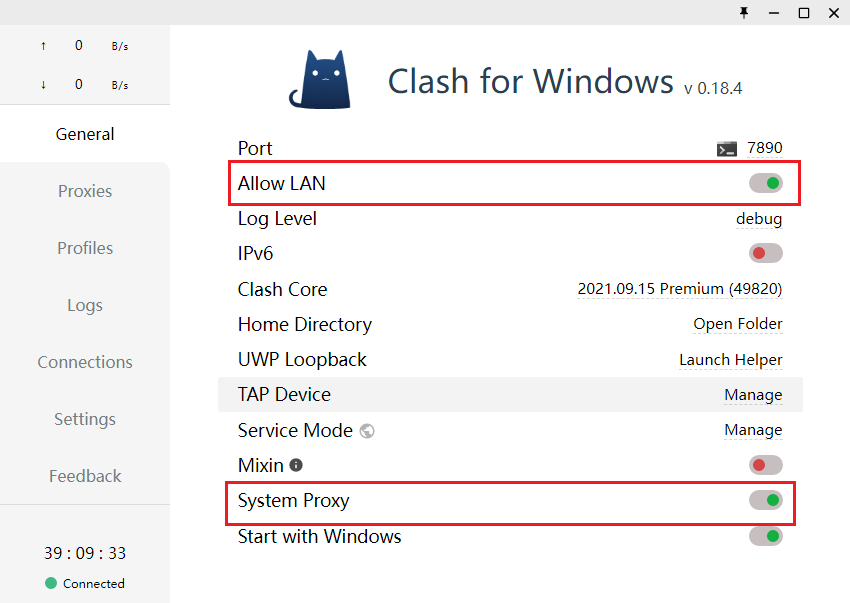 ↑ 0 B/s
↓ 0 B/s
General
Proxies
Profiles
Logs
Connections
Settings
Feedback
39 : 09 : 33
Connected
Clash for Windows v 0.18.4
Port 7890
Allow LAN
Log Level debug
IPv6
Clash Core 2021.09.15 Premium (49820)
Home Directory Open Folder
UWP Loopback Launch Helper
TAP Device Manage
Service Mode Manage
Mixin
System Proxy
Start with Windows